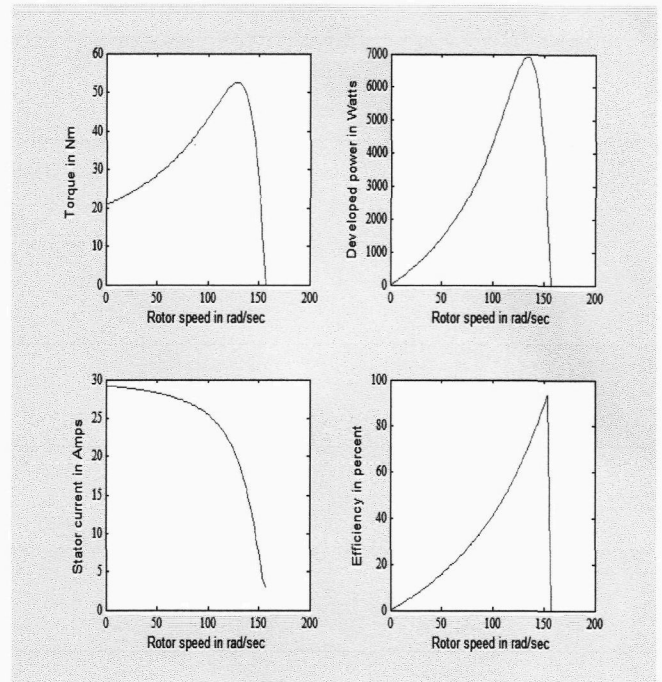 60
50
40
30
20
10
0
Torque in Nm
0 50 100 150 200
Rotor speed in rad/sec
7000
6000
5000
4000
3000
2000
1000
0
Developed power in Watts
0 50 100 150 200
Rotor speed in rad/sec
30
25
20
15
10
5
0
Stator current in Amps
0 50 100 150 200
Rotor speed in rad/sec
100
80
60
40
20
0
Efficiency in percent
0 50 100 150 200
Rotor speed in rad/sec